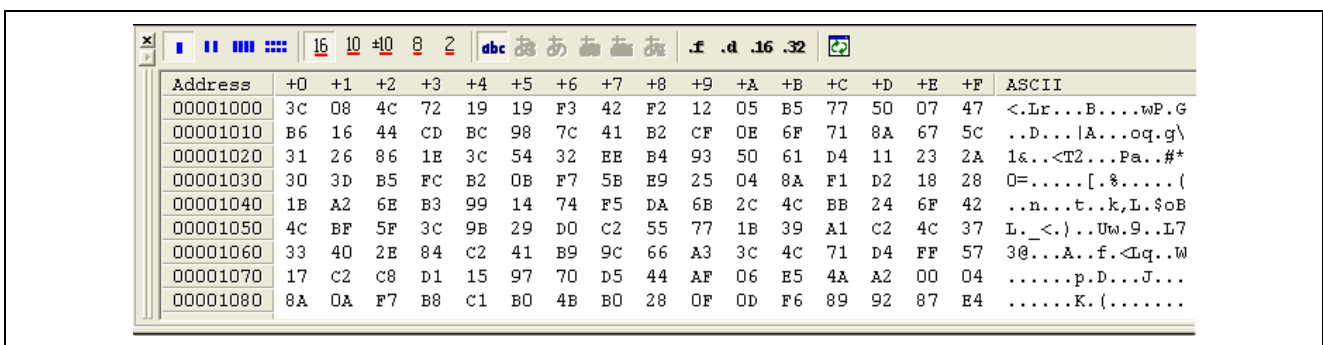 16 10 ±10 8 2 abc あ .f .d .16 .32
Address +0 +1 +2 +3 +4 +5 +6 +7 +8 +9 +A +B +C +D +E +F ASCII
00001000 3C 08 4C 72 19 19 F3 42 F2 12 05 B5 77 50 07 47 <.Lr...B....wP.G
00001010 B6 16 44 CD BC 98 7C 41 B2 CF 0E 6F 71 8A 67 5C ..D...|A...oq.g\
00001020 31 26 86 1E 3C 54 32 EE B4 93 50 61 D4 11 23 2A 1&..<T2...Pa..#*
00001030 30 3D B5 FC B2 0B F7 5B E9 25 04 8A F1 D2 18 28 0=.....[.%.....(
00001040 1B A2 6E B3 99 14 74 F5 DA 6B 2C 4C BB 24 6F 42 ..n...t..k,L.$oB
00001050 4C BF 5F 3C 9B 29 D0 C2 55 77 1B 39 A1 C2 4C 37 L._<.)..Uw.9..L7
00001060 33 40 2E 84 C2 41 B9 9C 66 A3 3C 4C 71 D4 FF 57 3@...A..f.<Lq..W
00001070 17 C2 C8 D1 15 97 70 D5 44 AF 06 E5 4A A2 00 04 ......p.D...J...
00001080 8A 0A F7 B8 C1 B0 4B B0 28 0F 0D F6 89 92 87 E4 ......K.(.......